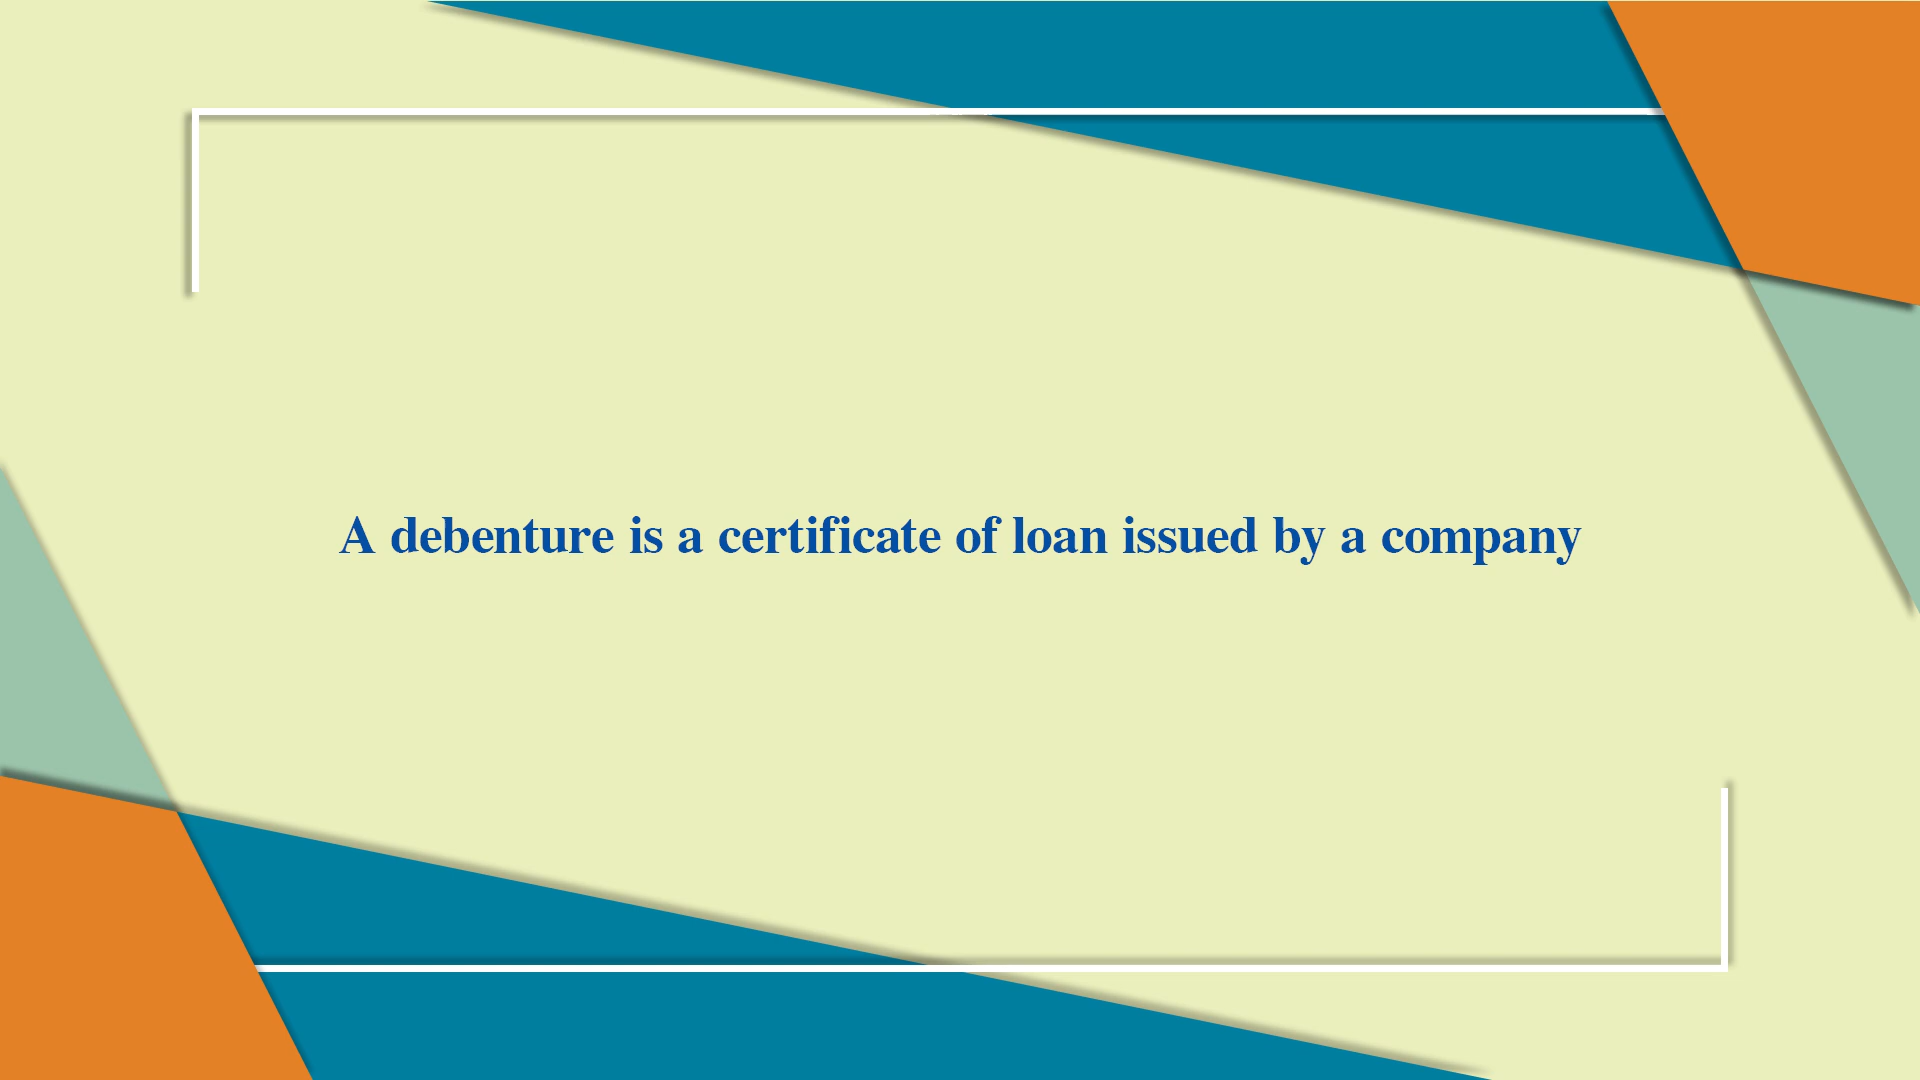 A debenture is a certificate of loan issued by a company